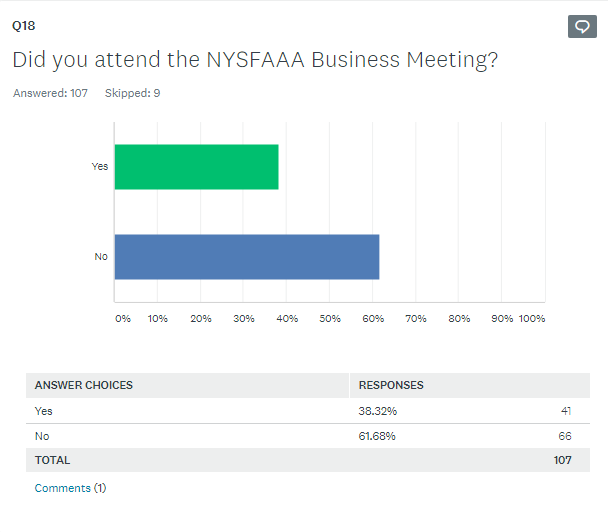 Q18
Did you attend the NYSFAAA Business Meeting?
Answered: 107 Skipped: 9
Yes
No
0% 10% 20% 30% 40% 50% 60% 70% 80% 90% 100%
ANSWER CHOICES RESPONSES
Yes 38.32% 41
No 61.68% 66
TOTAL 107
Comments (1)